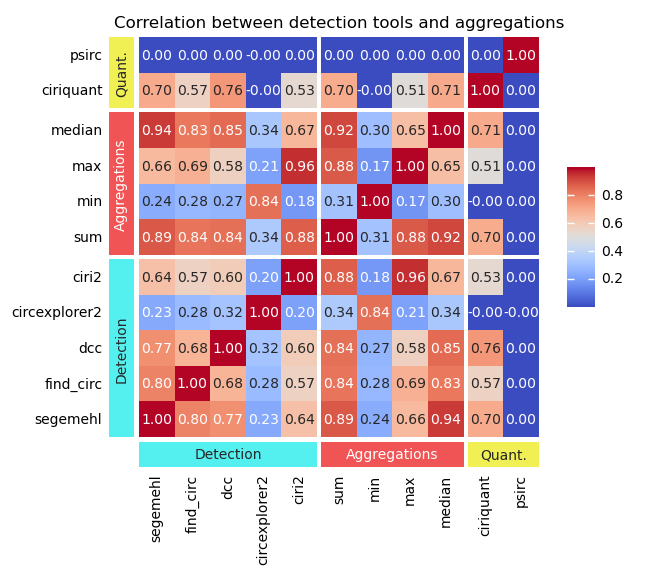 Correlation between detection tools and aggregations
psirc Quant. 0.00 0.00 0.00 -0.00 0.00 0.00 0.00 0.00 0.00 0.00 1.00
ciriquant 0.70 0.57 0.76 -0.00 0.53 0.70 -0.00 0.51 0.71 1.00 0.00
median Aggregations 0.94 0.83 0.85 0.34 0.67 0.92 0.30 0.65 1.00 0.71 0.00
max 0.66 0.69 0.58 0.21 0.96 0.88 0.17 1.00 0.65 0.51 0.00
min 0.24 0.28 0.27 0.84 0.18 0.31 1.00 0.17 0.30 -0.00 0.00
sum 0.89 0.84 0.84 0.34 0.88 1.00 0.31 0.88 0.92 0.70 0.00
ciri2 Detection 0.64 0.57 0.60 0.20 1.00 0.88 0.18 0.96 0.67 0.53 0.00
circexplorer2 0.23 0.28 0.32 1.00 0.20 0.34 0.84 0.21 0.34 -0.00 -0.00
dcc 0.77 0.68 1.00 0.32 0.60 0.84 0.27 0.58 0.85 0.76 0.00
find_circ 0.80 1.00 0.68 0.28 0.57 0.84 0.28 0.69 0.83 0.57 0.00
segemehl 1.00 0.80 0.77 0.23 0.64 0.89 0.24 0.66 0.94 0.70 0.00
Detection Aggregations Quant.
segemehl find_circ dcc circexplorer2 ciri2 sum min max median ciriquant psirc
0.8
0.6
0.4
0.2